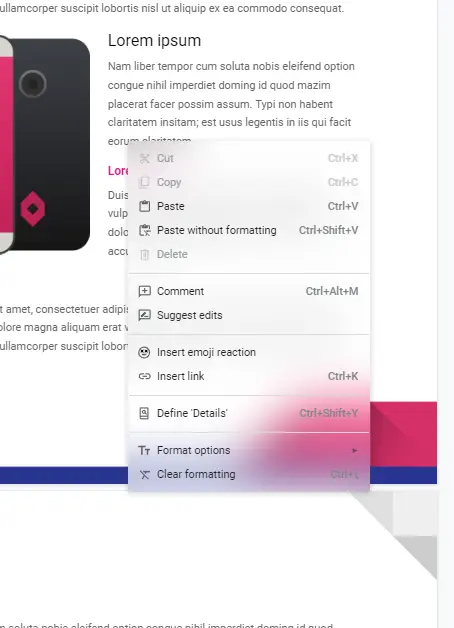 ullamcorper suscipit lobortis nisl ut aliquip ex ea commodo consequat.
Lorem ipsum
Nam liber tempor cum soluta nobis eleifend option
congue nihil imperdiet doming id quod mazim
placerat facer possim assum. Typi non habent
claritatem insitam; est usus legentis in iis qui facit
eorum claritatem
Lore
Duis
vulp
dolo
accu
Cut Ctrl+X
Copy Ctrl+C
Paste Ctrl+V
Paste without formatting Ctrl+Shift+V
Delete
Comment Ctrl+Alt+M
Suggest edits
Insert emoji reaction
Insert link Ctrl+K
Define 'Details' Ctrl+Shift+Y
Format options
Clear formatting Ctrl+\
t amet, consectetuer adipis
olore magna aliquam erat v
ullamcorper suscipit lobor